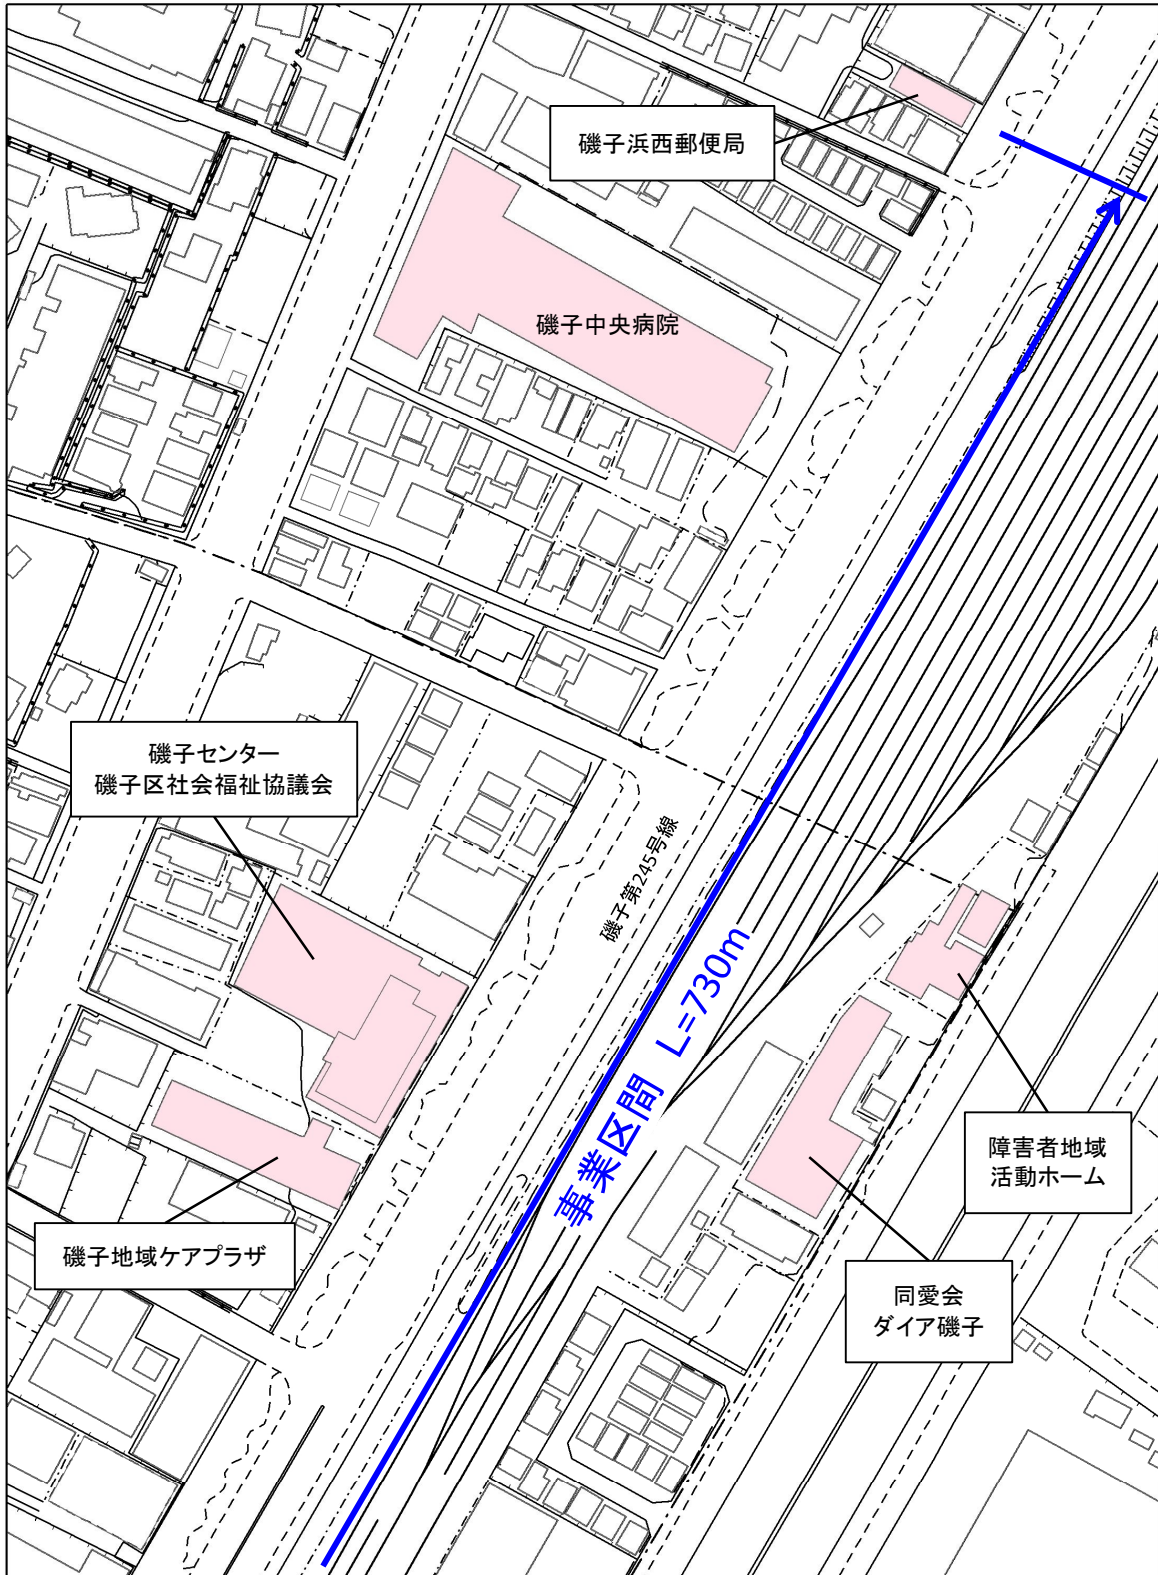 磯子浜西郵便局
磯子中央病院
磯子センター
磯子区社会福祉協議会
磯子第245号線
事業区間 L=730m
障害者地域
活動ホーム
磯子地域ケアプラザ
同愛会
ダイア磯子